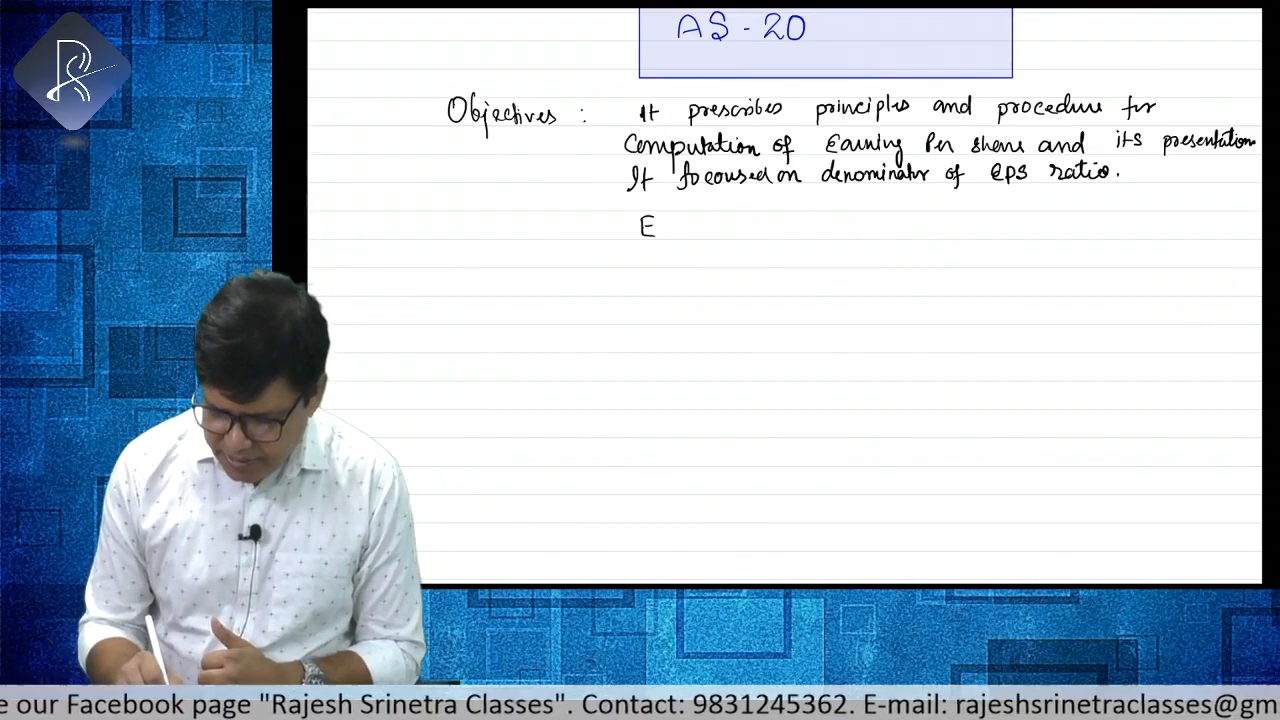 AS - 20
Objectives : It prescribes principles and procedure for
Computation of Earning Per share and its presentation
It focoused on denominator of EPS ratio.
E
e our Facebook page "Rajesh Srinetra Classes". Contact: 9831245362. E-mail: rajeshsrinetraclasses@gm